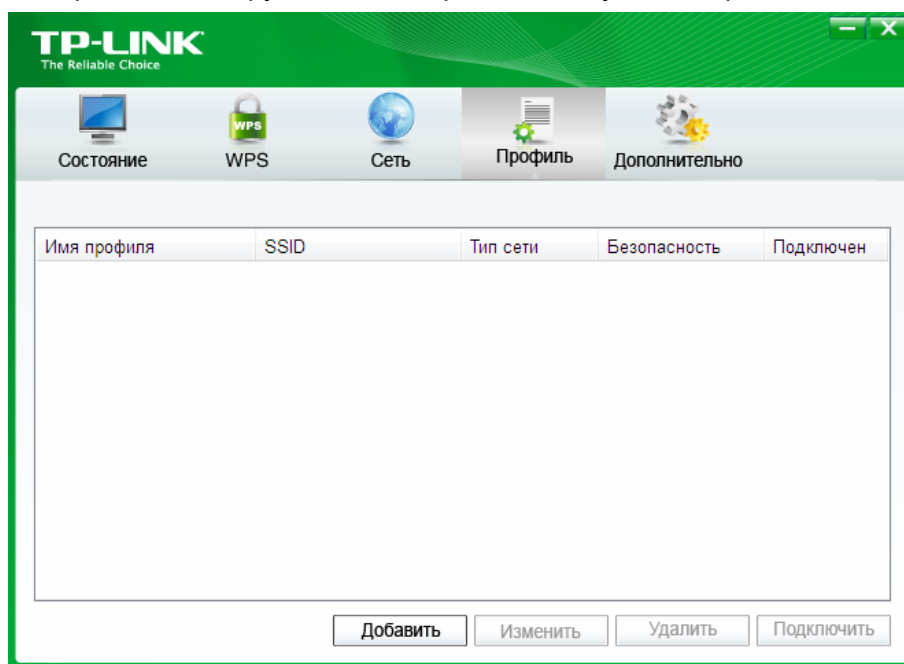 TP-LINK
The Reliable Choice
WPS
Состояние WPS Сеть Профиль Дополнительно
Имя профиля SSID Тип сети Безопасность Подключен
Добавить Изменить Удалить Подключить